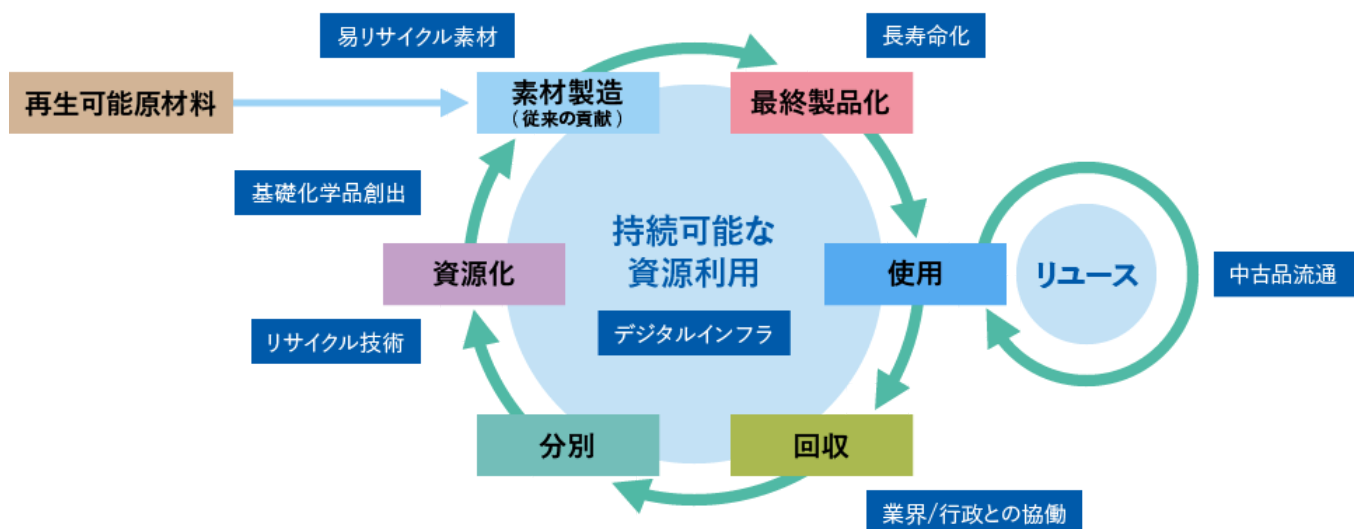 易リサイクル素材
長寿命化
再生可能原材料
素材製造
(従来の貢献)
最終製品化
基礎化学品創出
持続可能な
資源利用
資源化
使用
リユース
中古品流通
リサイクル技術
デジタルインフラ
分別
回収
業界/行政との協働